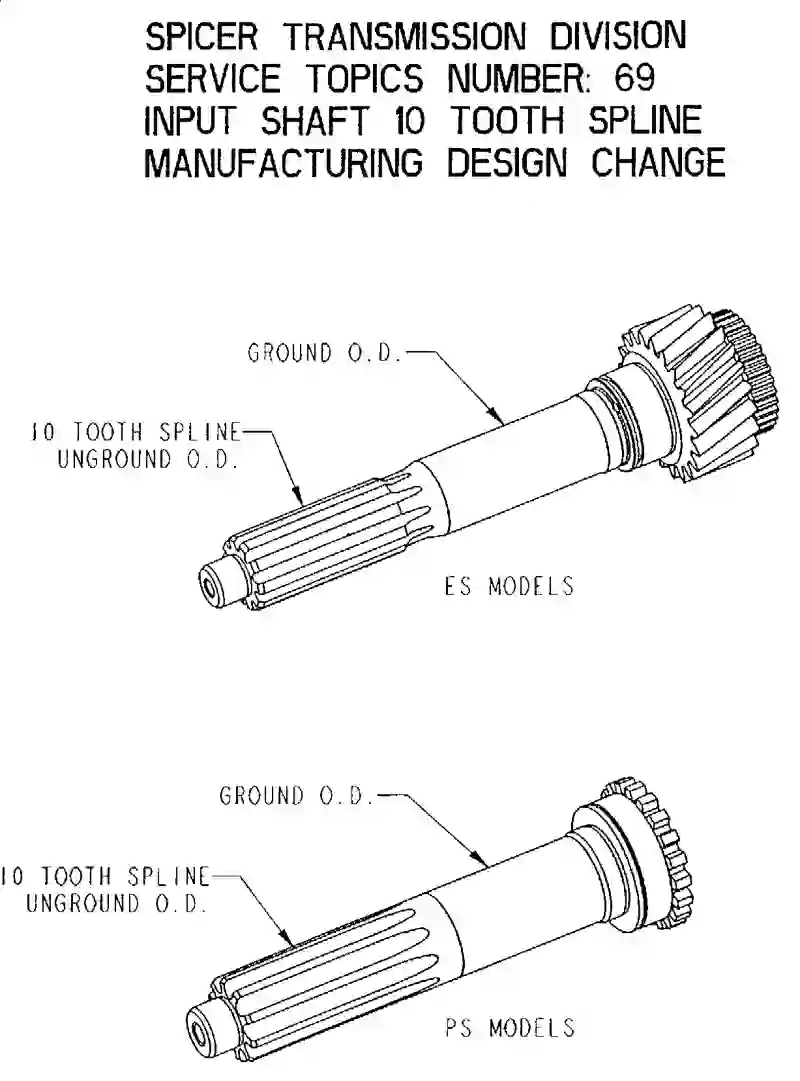 SPICER TRANSMISSION DIVISION
SERVICE TOPICS NUMBER: 69
INPUT SHAFT 10 TOOTH SPLINE
MANUFACTURING DESIGN CHANGE
GROUND O.D.
10 TOOTH SPLINE
UNGROUND O.D.
ES MODELS
GROUND O.D.
10 TOOTH SPLINE
UNGROUND O.D.
PS MODELS